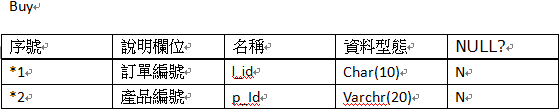 Buy
序號 說明欄位 名稱 資料型態 NULL?
*1 訂單編號 l_id Char(10) N
*2 產品編號 p_Id Varchr(20) N